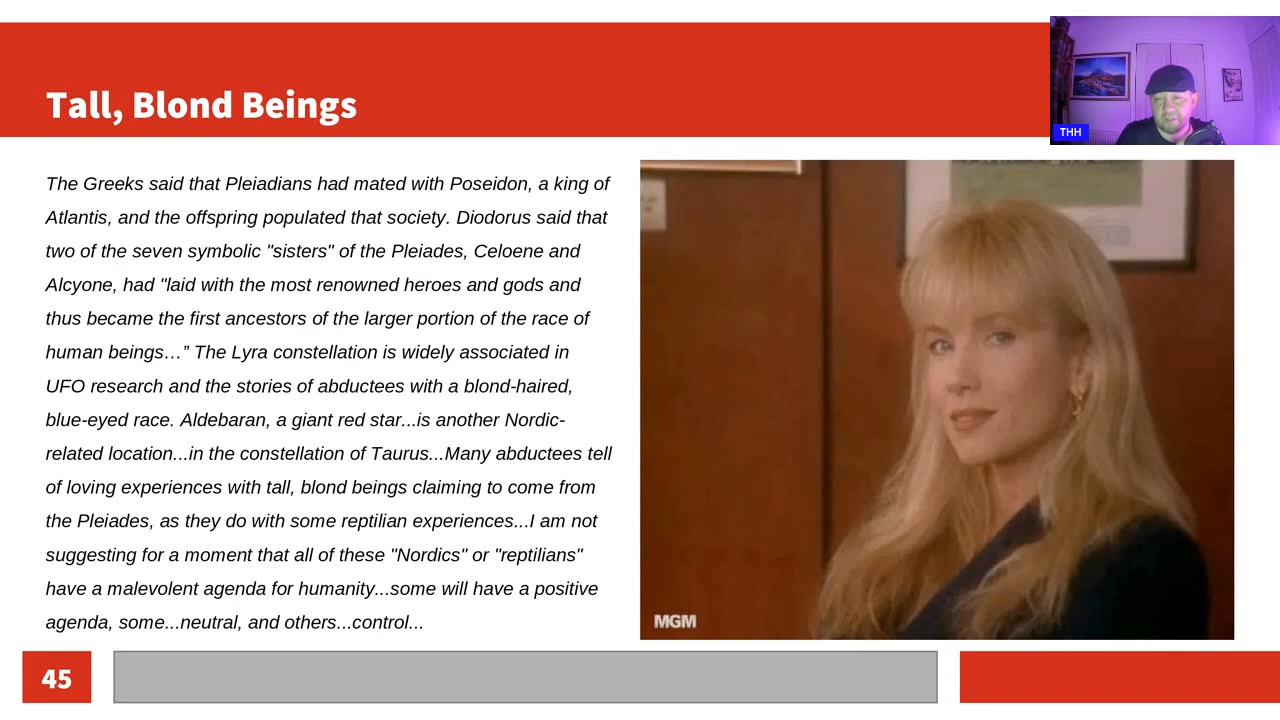 Tall, Blond Beings
THH
The Greeks said that Pleiadians had mated with Poseidon, a king of
Atlantis, and the offspring populated that society. Diodorus said that
two of the seven symbolic "sisters" of the Pleiades, Celoene and
Alcyone, had "laid with the most renowned heroes and gods and
thus became the first ancestors of the larger portion of the race of
human beings…” The Lyra constellation is widely associated in
UFO research and the stories of abductees with a blond-haired,
blue-eyed race. Aldebaran, a giant red star...is another Nordic-
related location...in the constellation of Taurus...Many abductees tell
of loving experiences with tall, blond beings claiming to come from
the Pleiades, as they do with some reptilian experiences...I am not
suggesting for a moment that all of these "Nordics" or "reptilians"
have a malevolent agenda for humanity...some will have a positive
agenda, some...neutral, and others...control...
MGM
45